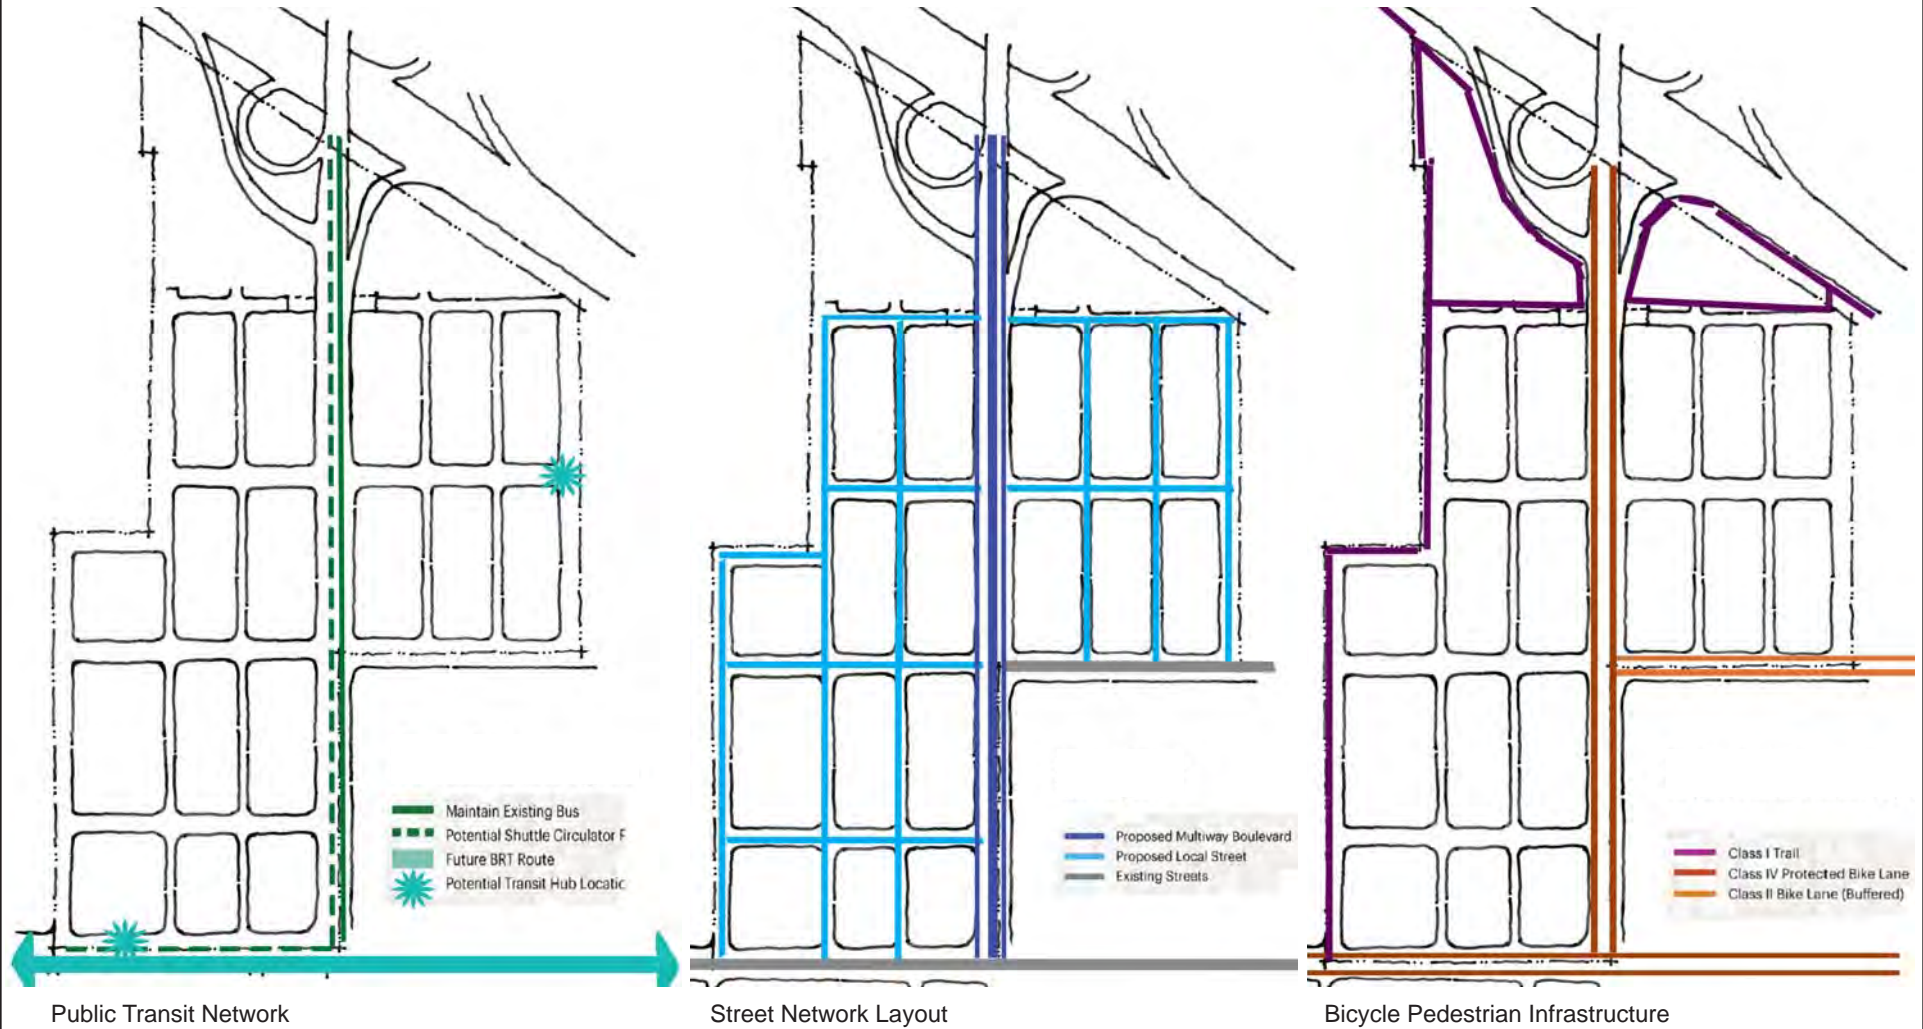 Maintain Existing Bus
Potential Shuttle Circulator F
Future BRT Route
Potential Transit Hub Locatic
Proposed Multiway Boulevard
Proposed Local Street
Existing Streets
Class I Trail
Class IV Protected Bike Lane
Class II Bike Lane (Buffered)
Public Transit Network
Street Network Layout
Bicycle Pedestrian Infrastructure